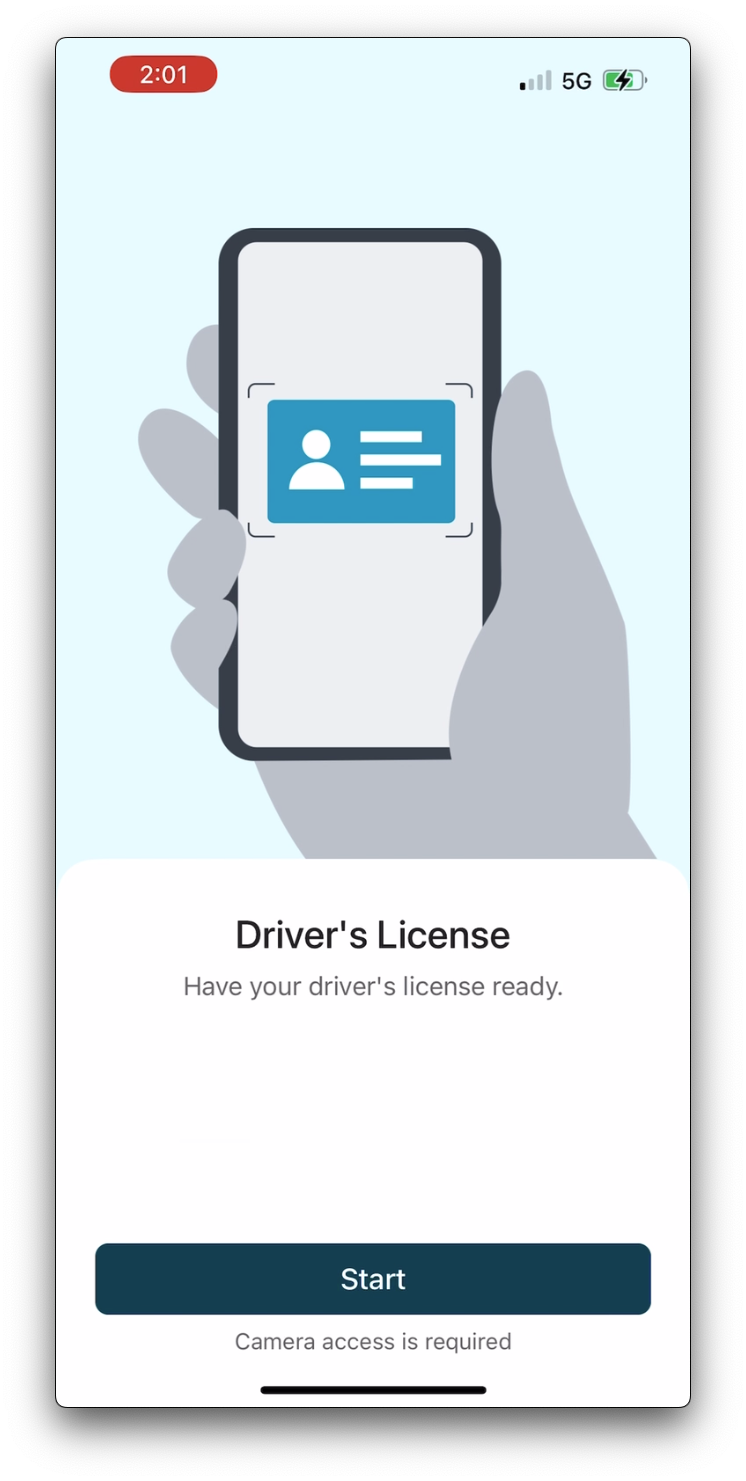 2:01 5G
Driver's License
Have your driver's license ready.
Start
Camera access is required